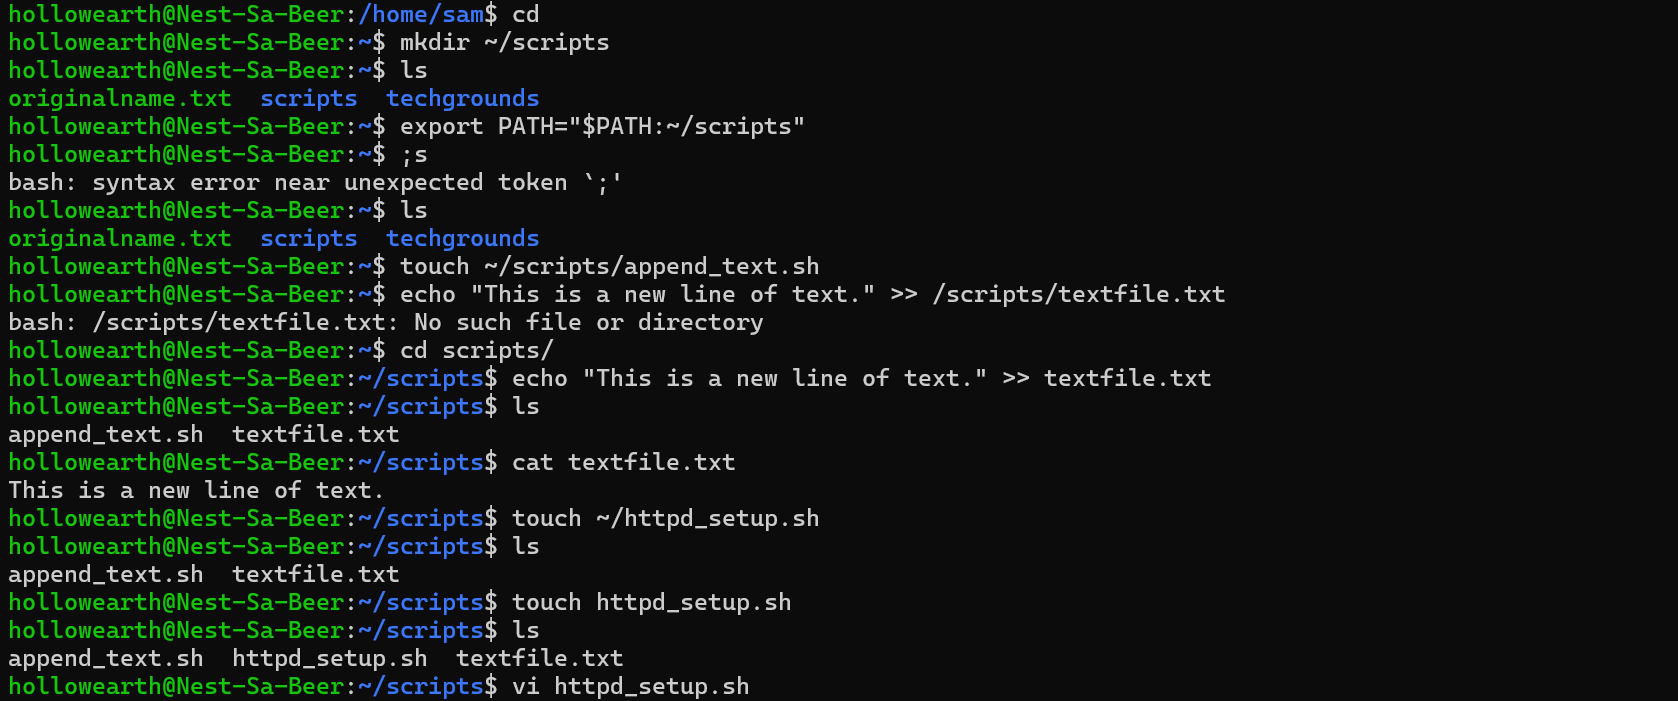 hollowearth@Nest-Sa-Beer:/home/sam$ cd
hollowearth@Nest-Sa-Beer:~$ mkdir ~/scripts
hollowearth@Nest-Sa-Beer:~$ ls
originalname.txt  scripts  techgrounds
hollowearth@Nest-Sa-Beer:~$ export PATH="$PATH:~/scripts"
hollowearth@Nest-Sa-Beer:~$ ;s
bash: syntax error near unexpected token `;'
hollowearth@Nest-Sa-Beer:~$ ls
originalname.txt  scripts  techgrounds
hollowearth@Nest-Sa-Beer:~$ touch ~/scripts/append_text.sh
hollowearth@Nest-Sa-Beer:~$ echo "This is a new line of text." >> /scripts/textfile.txt
bash: /scripts/textfile.txt: No such file or directory
hollowearth@Nest-Sa-Beer:~$ cd scripts/
hollowearth@Nest-Sa-Beer:~/scripts$ echo "This is a new line of text." >> textfile.txt
hollowearth@Nest-Sa-Beer:~/scripts$ ls
append_text.sh  textfile.txt
hollowearth@Nest-Sa-Beer:~/scripts$ cat textfile.txt
This is a new line of text.
hollowearth@Nest-Sa-Beer:~/scripts$ touch ~/httpd_setup.sh
hollowearth@Nest-Sa-Beer:~/scripts$ ls
append_text.sh  textfile.txt
hollowearth@Nest-Sa-Beer:~/scripts$ touch httpd_setup.sh
hollowearth@Nest-Sa-Beer:~/scripts$ ls
append_text.sh  httpd_setup.sh  textfile.txt
hollowearth@Nest-Sa-Beer:~/scripts$ vi httpd_setup.sh